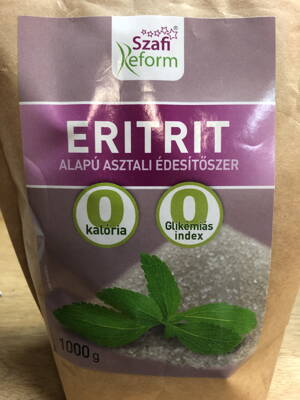 Szafi
Reform
ERITRIT
ALAPÚ ASZTALI ÉDESÍTŐSZER
0
kalória
0
Glikémiás
index
1000 g